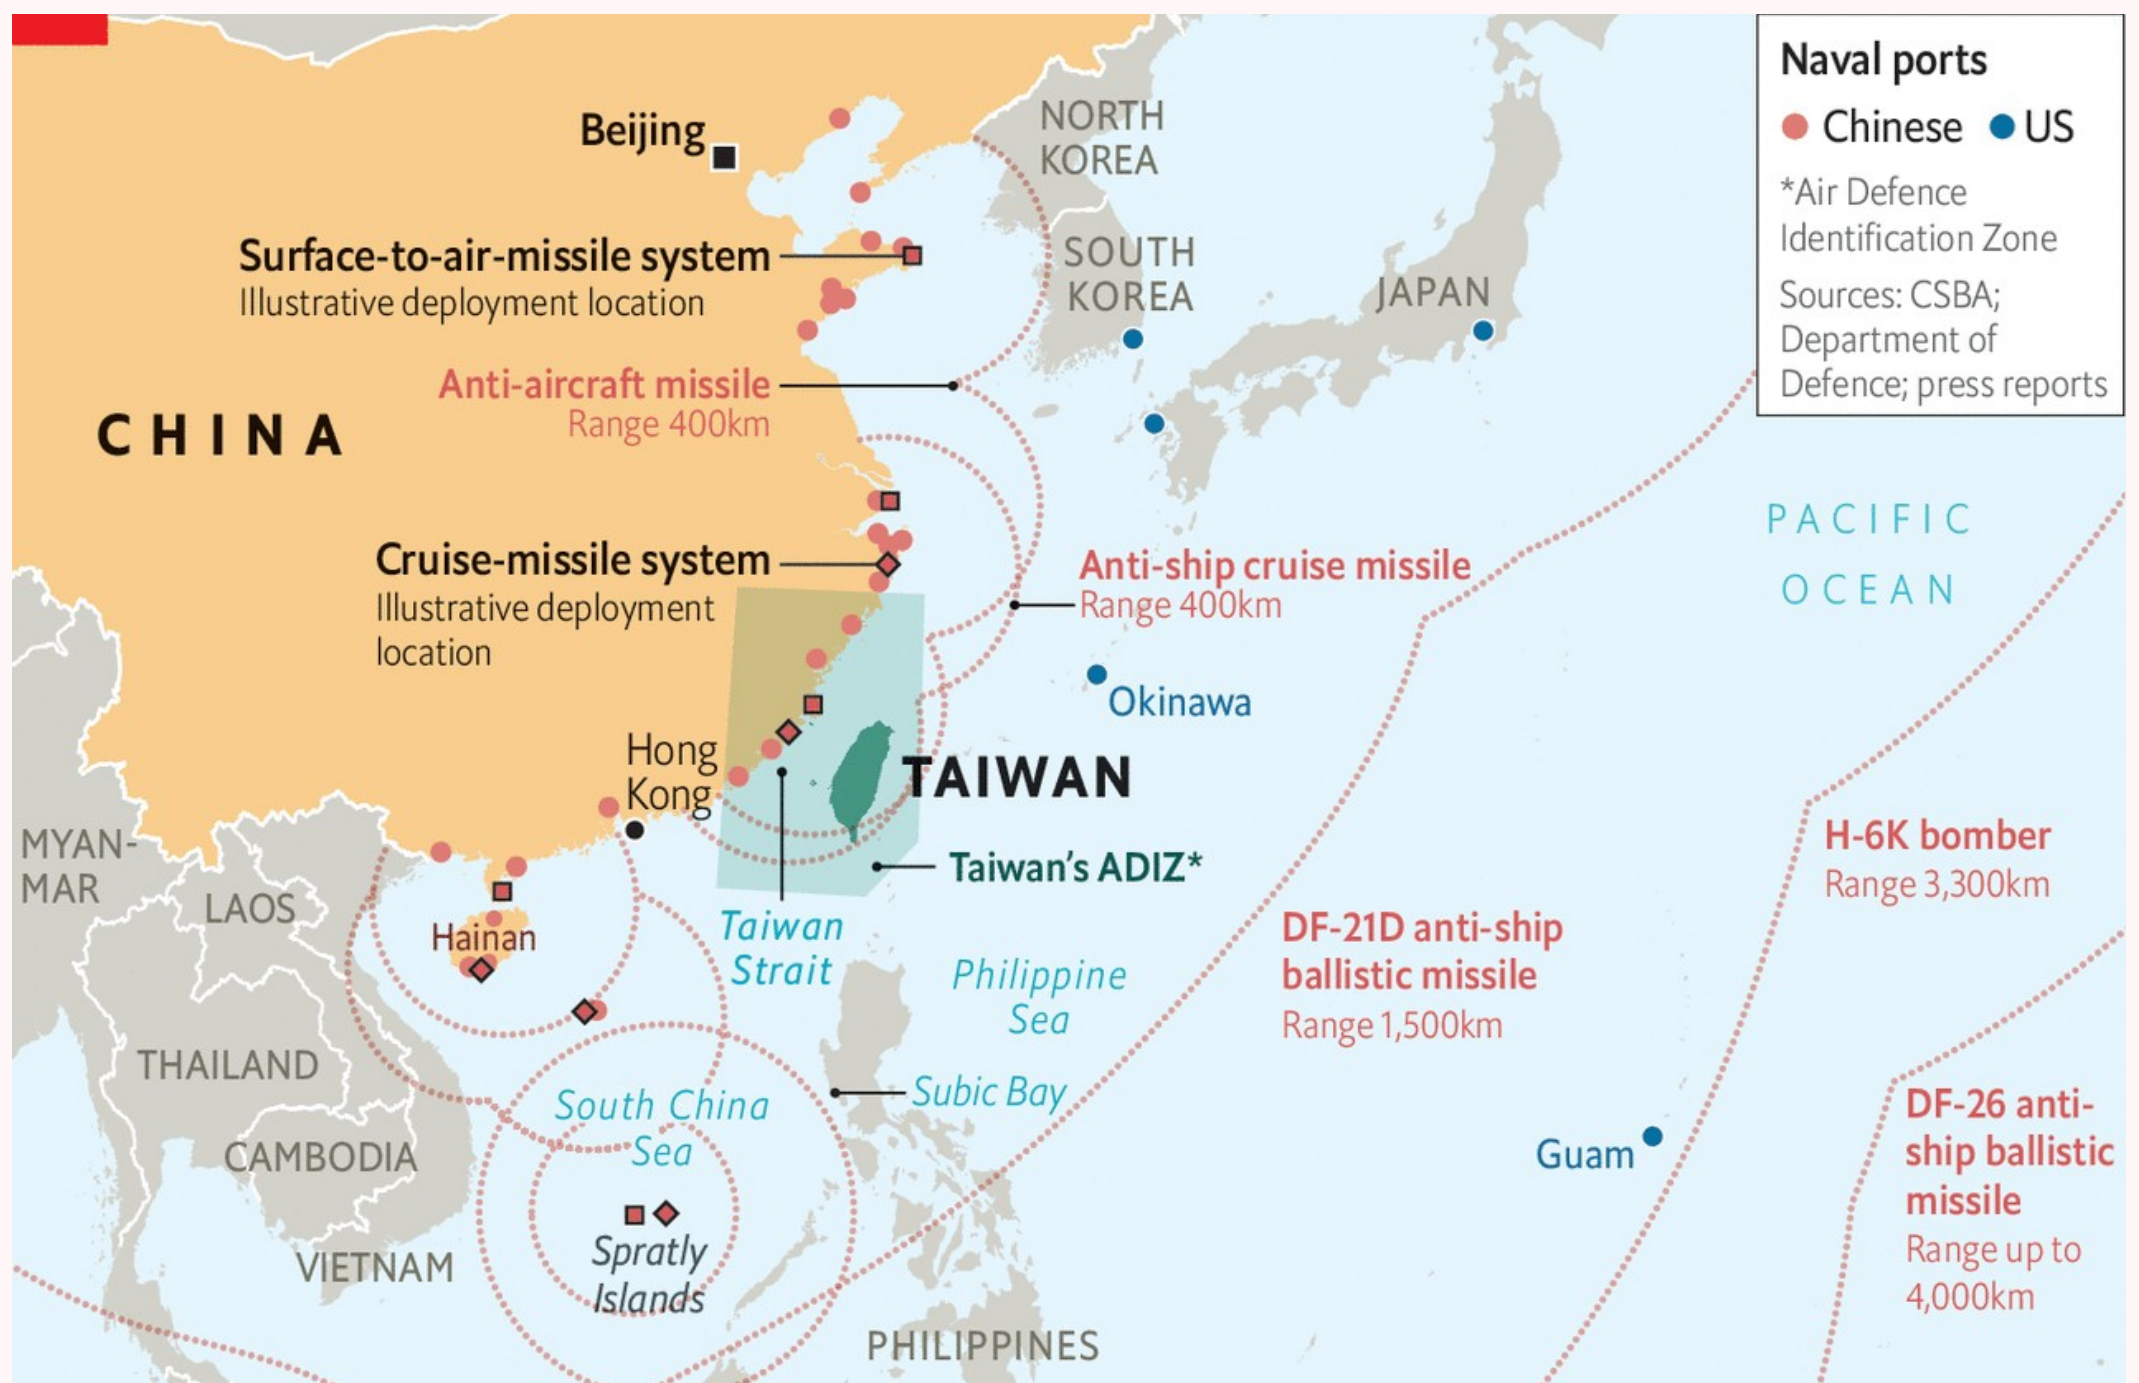 Naval ports
Chinese
US
*Air Defence
Identification Zone
Sources: CSBA;
Department of
Defence; press reports
Beijing
NORTH
KOREA
Surface-to-air-missile system
Illustrative deployment location
SOUTH
KOREA
JAPAN
Anti-aircraft missile
Range 400km
CHINA
PACIFIC
OCEAN
Cruise-missile system
Illustrative deployment
location
Anti-ship cruise missile
Range 400km
Okinawa
Hong
Kong
TAIWAN
Taiwan's ADIZ*
H-6K bomber
Range 3,300km
MYAN-
MAR
LAOS
Hainan
Taiwan
Strait
Philippine
Sea
DF-21D anti-ship
ballistic missile
Range 1,500km
THAILAND
South China
Sea
Subic Bay
CAMBODIA
Guam
DF-26 anti-
ship ballistic
missile
Range up to
4,000km
Spratly
Islands
VIETNAM
PHILIPPINES